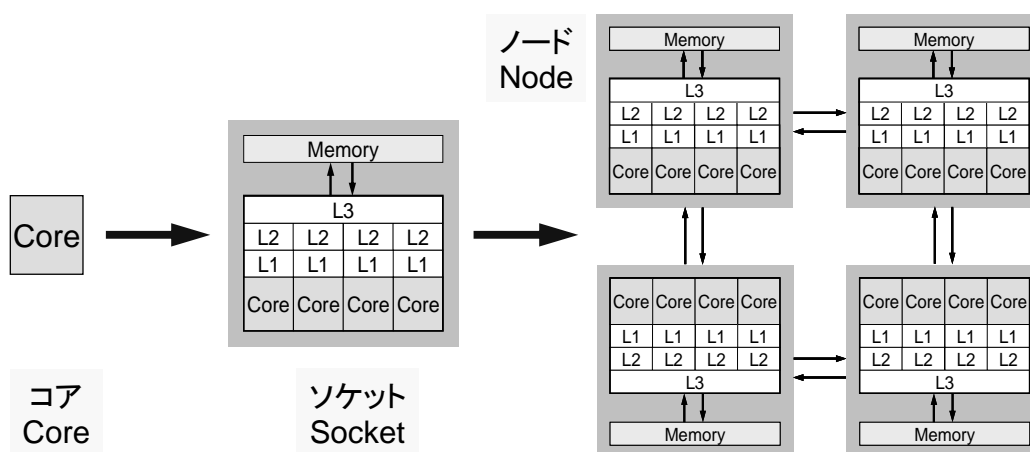 Core
コア
Core
Memory
L3
L2 L2 L2 L2
L1 L1 L1 L1
Core Core Core Core
ソケット
Socket
ノード
Node
Memory
L3
L2 L2 L2 L2
L1 L1 L1 L1
Core Core Core Core
Memory
L3
L2 L2 L2 L2
L1 L1 L1 L1
Core Core Core Core
Core Core Core Core
L1 L1 L1 L1
L2 L2 L2 L2
L3
Memory
Core Core Core Core
L1 L1 L1 L1
L2 L2 L2 L2
L3
Memory